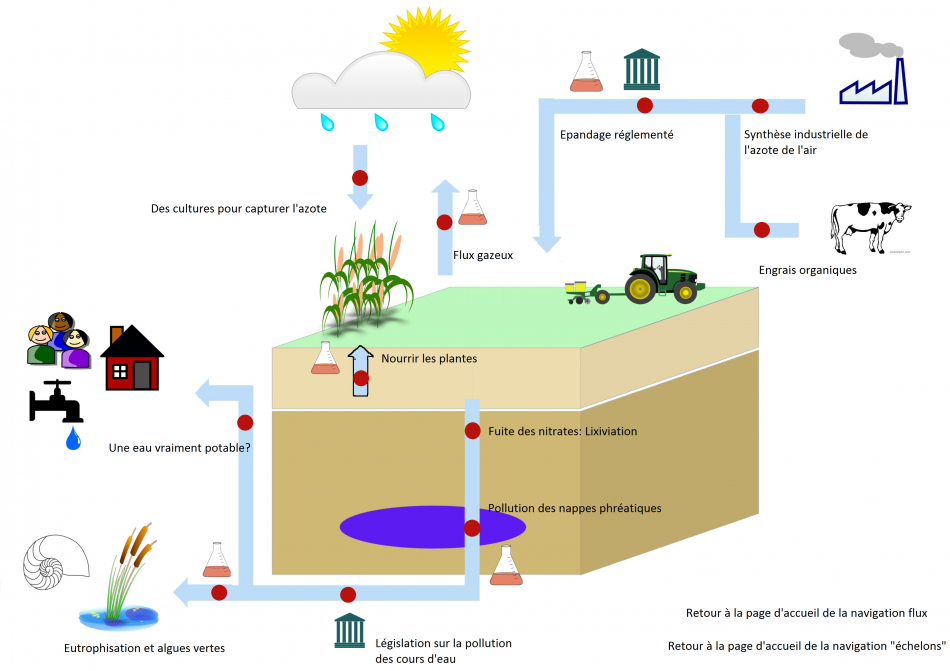 Epandage réglementé
Synthèse industrielle de
l'azote de l'air
Des cultures pour capturer l'azote
Flux gazeux
Engrais organiques
Nourrir les plantes
Fuite des nitrates: Lixiviation
Une eau vraiment potable?
Pollution des nappes phréatiques
Retour à la page d'accueil de la navigation flux
Eutrophisation et algues vertes
Législation sur la pollution
des cours d'eau
Retour à la page d'accueil de la navigation "échelons"